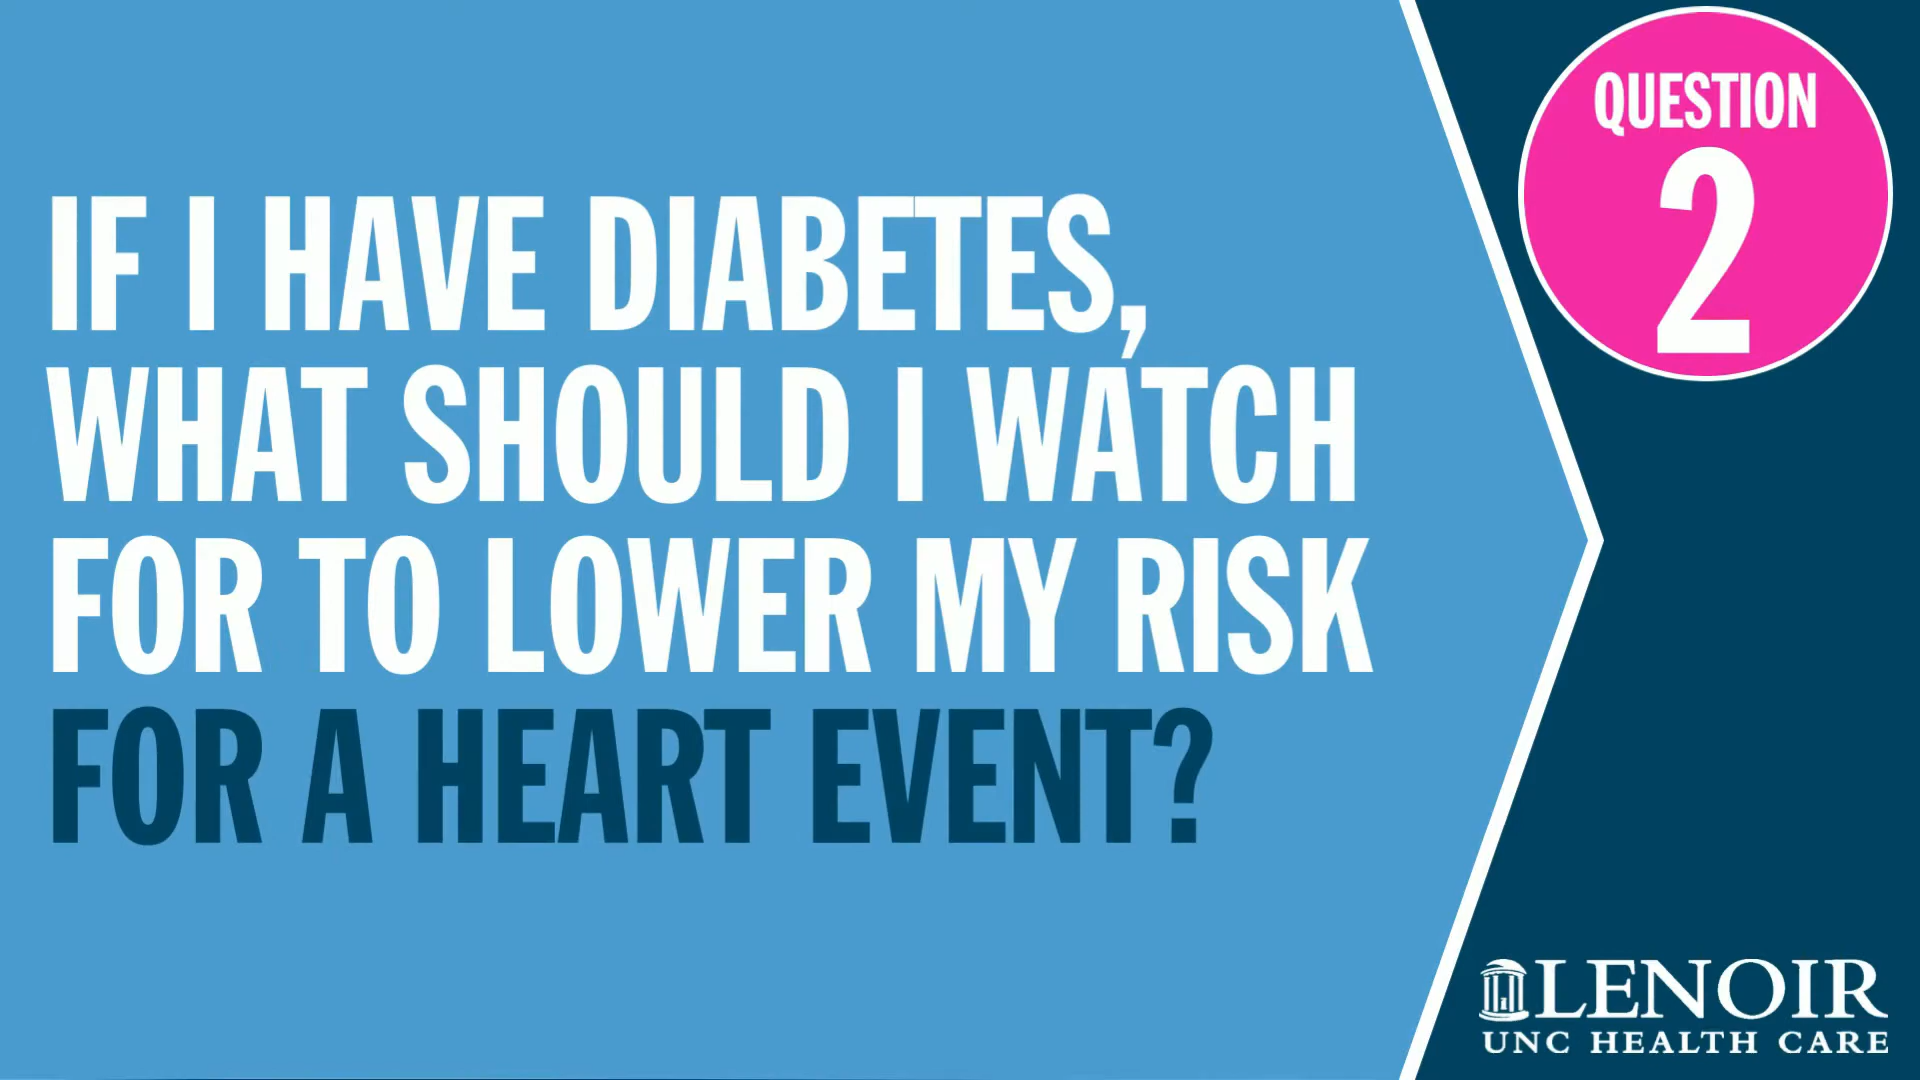 IF I HAVE DIABETES,
WHAT SHOULD I WATCH
FOR TO LOWER MY RISK
FOR A HEART EVENT?
QUESTION
2
LENOIR
UNC HEALTH CARE